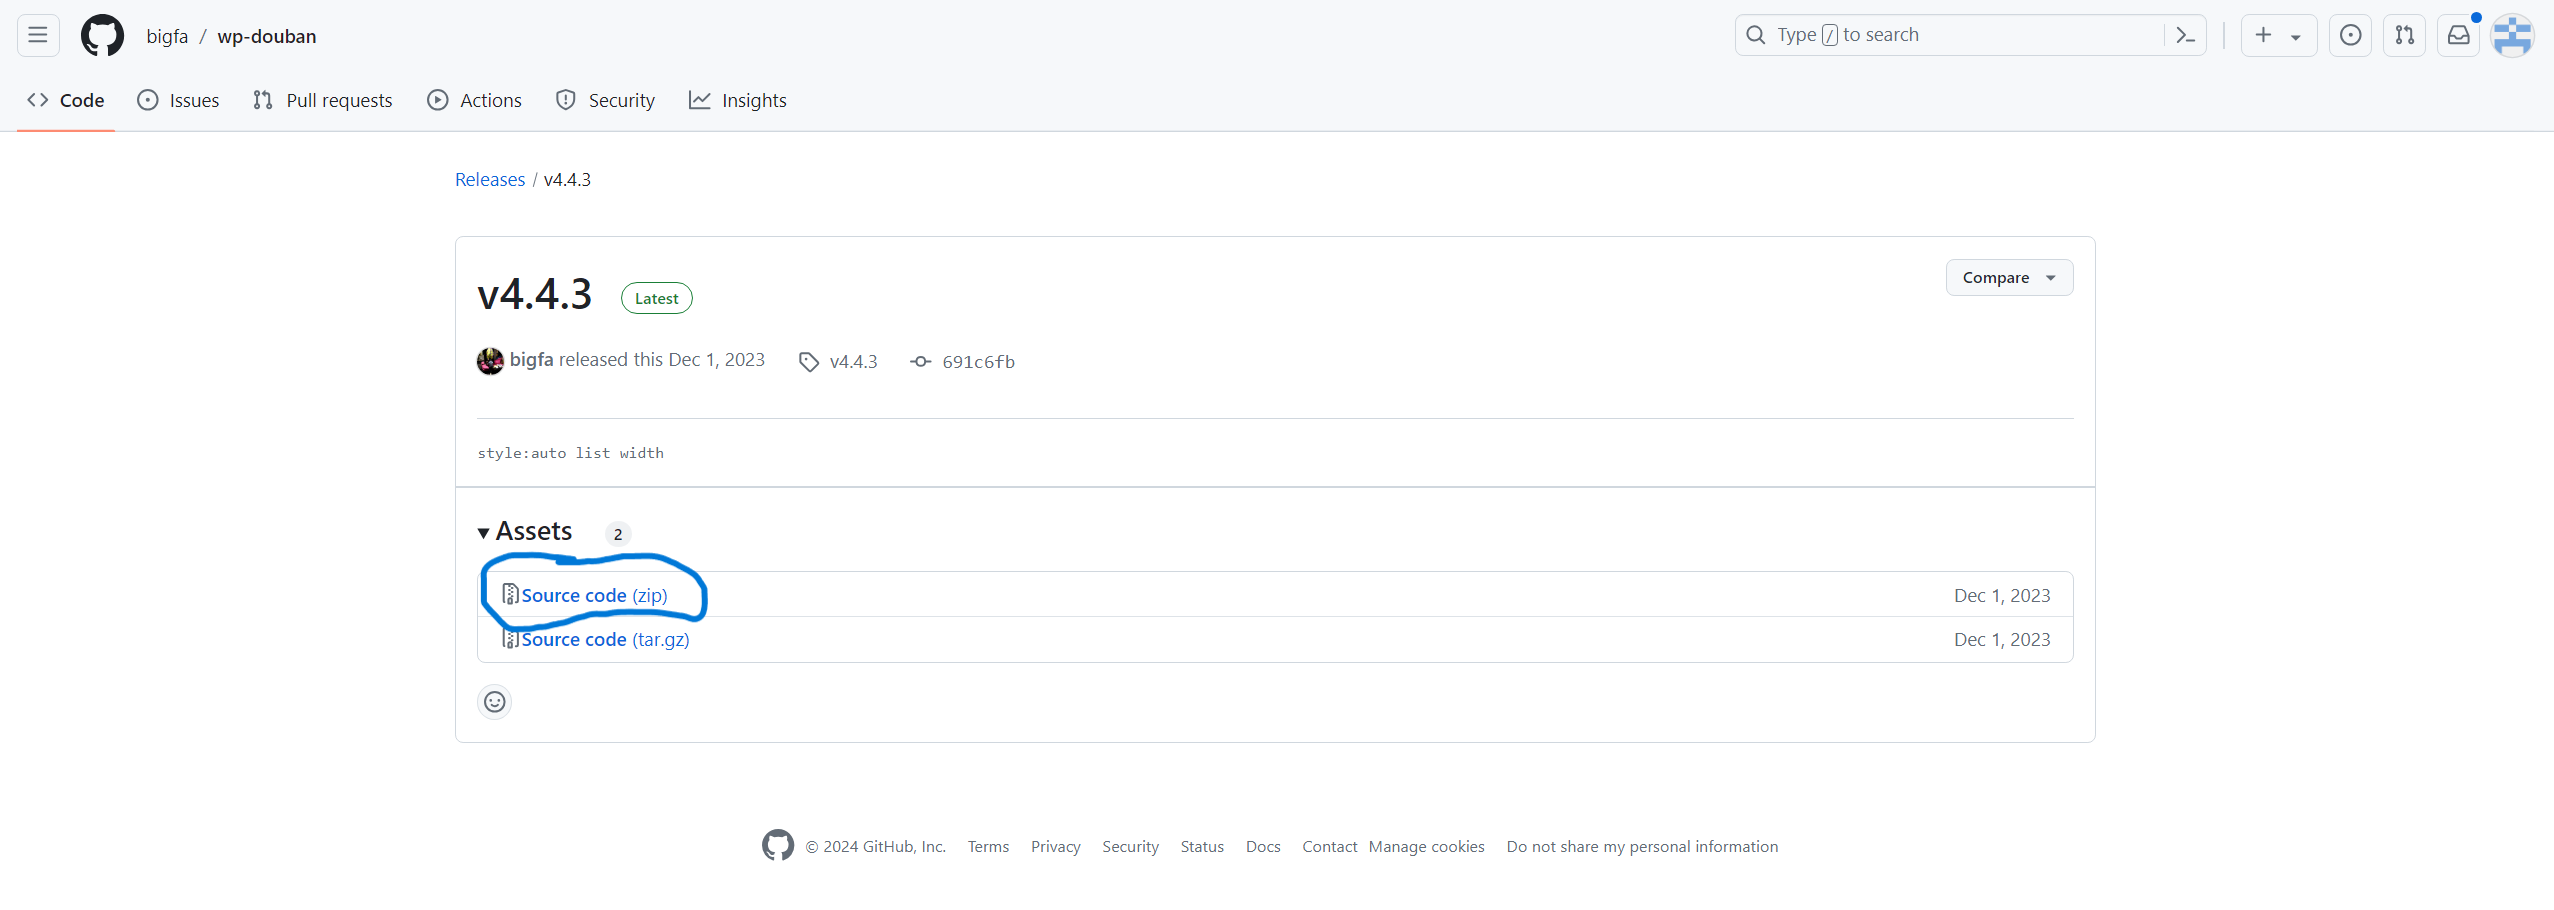 bigfa / wp-douban
Type / to search
Code Issues Pull requests Actions Security Insights
Releases / v4.4.3
v4.4.3 Latest
Compare
bigfa released this Dec 1, 2023 v4.4.3 691c6fb
style:auto list width
Assets 2
Source code (zip) Dec 1, 2023
Source code (tar.gz) Dec 1, 2023
© 2024 GitHub, Inc. Terms Privacy Security Status Docs Contact Manage cookies Do not share my personal information